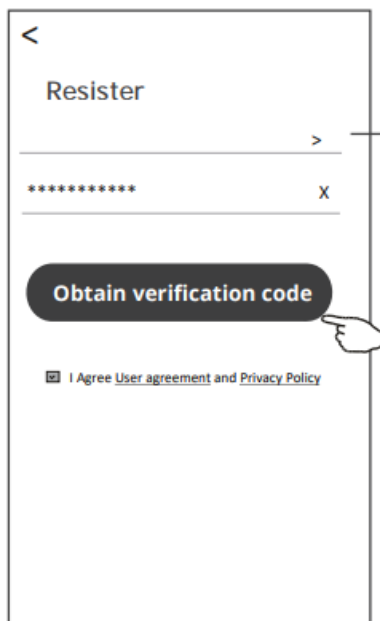 <
Resister
>
*********** X
Obtain verification code
I Agree User agreement and Privacy Policy